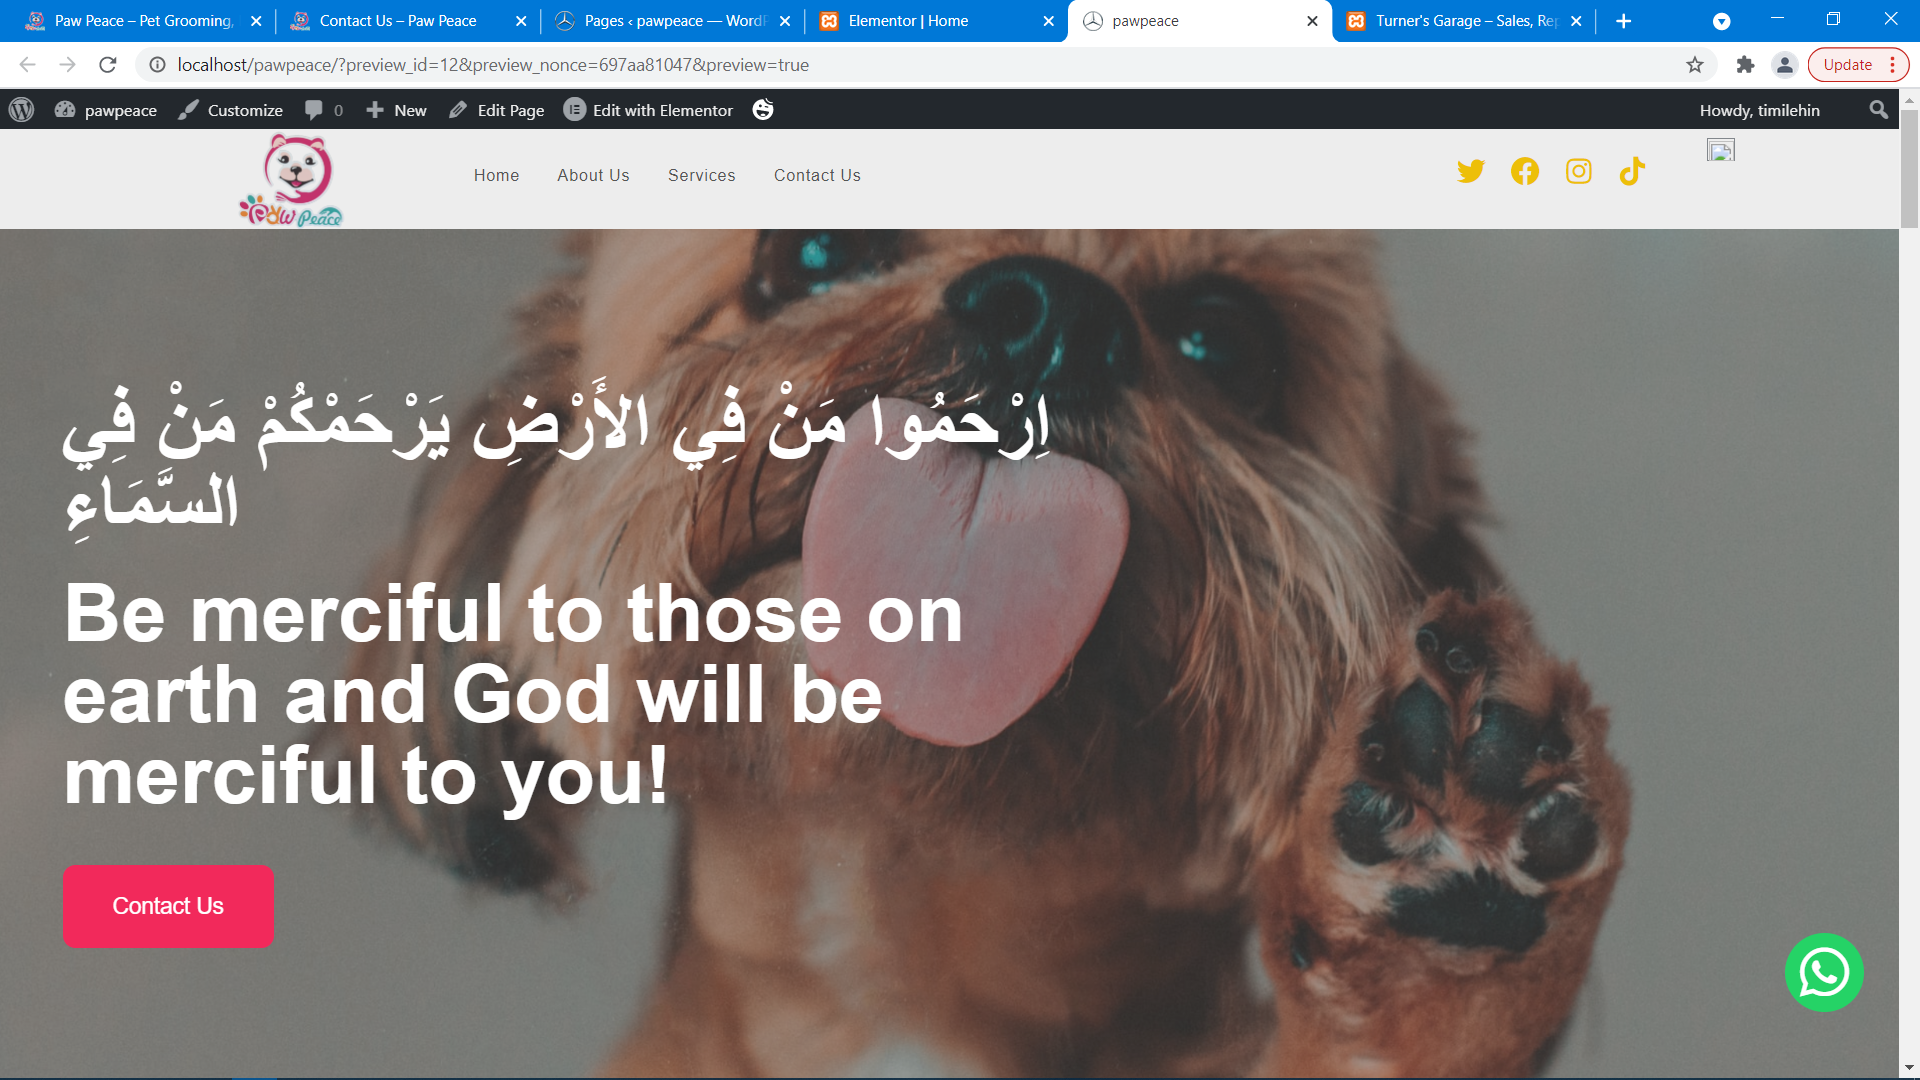 Paw Peace – Pet Grooming,
Contact Us – Paw Peace
Pages ‹ pawpeace — WordP
Elementor | Home
pawpeace
Turner's Garage – Sales, Rep
localhost/pawpeace/?preview_id=12&preview_nonce=697aa81047&preview=true
Update
pawpeace
Customize
0
New
Edit Page
Edit with Elementor
Howdy, timilehin
Paw Peace
Home
About Us
Services
Contact Us
اِرْحَمُوا مَنْ فِي الأَرْضِ يَرْحَمْكُمْ مَنْ فِي
السَّمَاءِ
Be merciful to those on
earth and God will be
merciful to you!
Contact Us